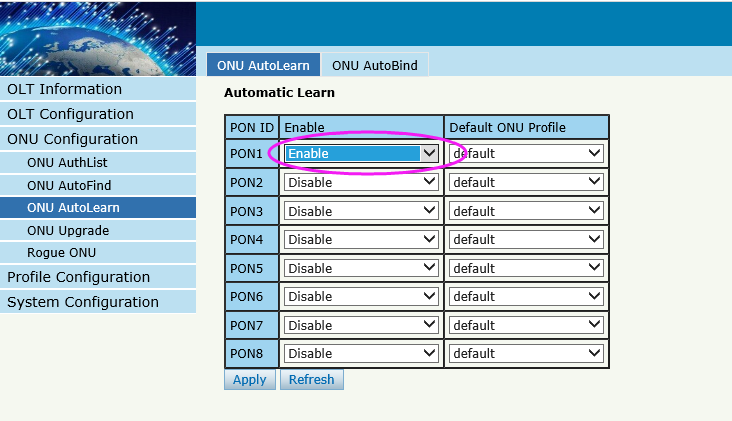 ONU AutoLearn ONU AutoBind
OLT Information
OLT Configuration
ONU Configuration
ONU AuthList
ONU AutoFind
ONU AutoLearn
ONU Upgrade
Rogue ONU
Profile Configuration
System Configuration
Automatic Learn
PON ID Enable Default ONU Profile
PON1 Enable default
PON2 Disable default
PON3 Disable default
PON4 Disable default
PON5 Disable default
PON6 Disable default
PON7 Disable default
PON8 Disable default
Apply Refresh